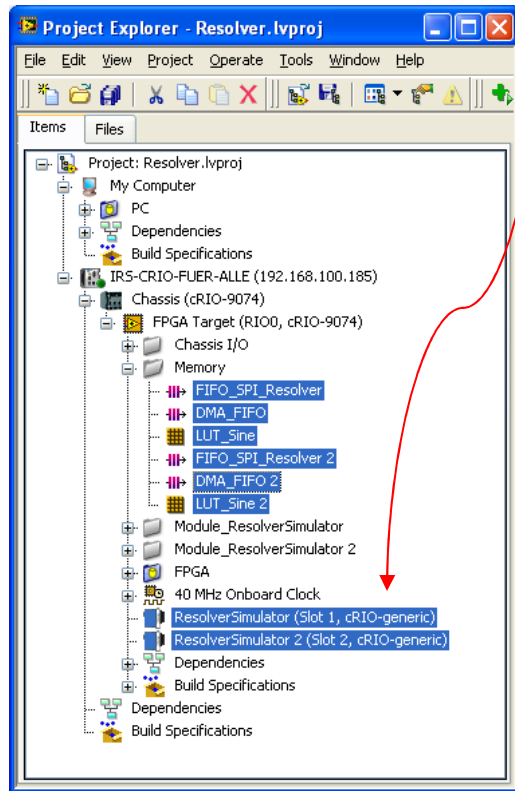 Project Explorer - Resolver.lvproj
File Edit View Project Operate Tools Window Help
Items Files
Project: Resolver.lvproj
My Computer
PC
Dependencies
Build Specifications
IRS-CRIO-FUER-ALLE (192.168.100.185)
Chassis (cRIO-9074)
FPGA Target (RIO0, cRIO-9074)
Chassis I/O
Memory
FIFO_SPI_Resolver
DMA_FIFO
LUT_Sine
FIFO_SPI_Resolver 2
DMA_FIFO 2
LUT_Sine 2
Module_ResolverSimulator
Module_ResolverSimulator 2
FPGA
40 MHz Onboard Clock
ResolverSimulator (Slot 1, cRIO-generic)
ResolverSimulator 2 (Slot 2, cRIO-generic)
Dependencies
Build Specifications
Dependencies
Build Specifications